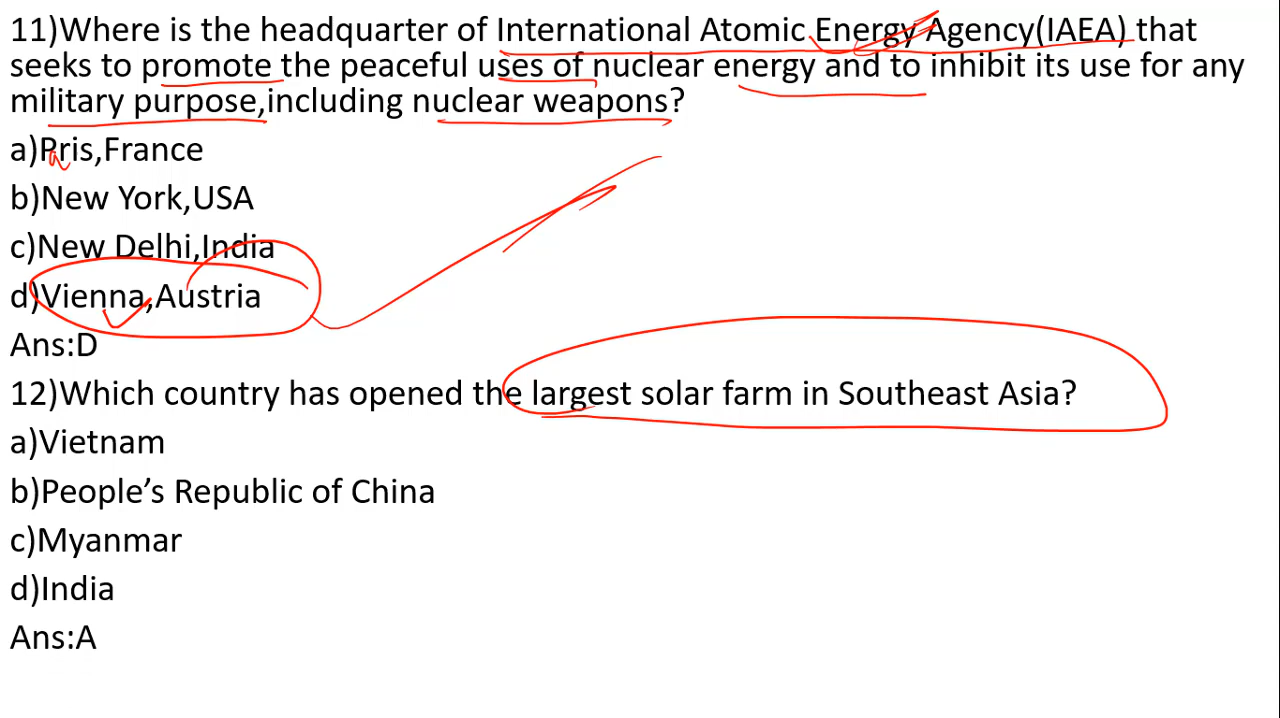 11)Where is the headquarter of International Atomic Energy Agency(IAEA) that
seeks to promote the peaceful uses of nuclear energy and to inhibit its use for any
military purpose,including nuclear weapons?
a)Pris,France
a
b)New York,USA
c)New Delhi,India
d)Vienna,Austria
Ans:D
12)Which country has opened the largest solar farm in Southeast Asia?
a)Vietnam
b)People’s Republic of China
c)Myanmar
d)India
Ans:A